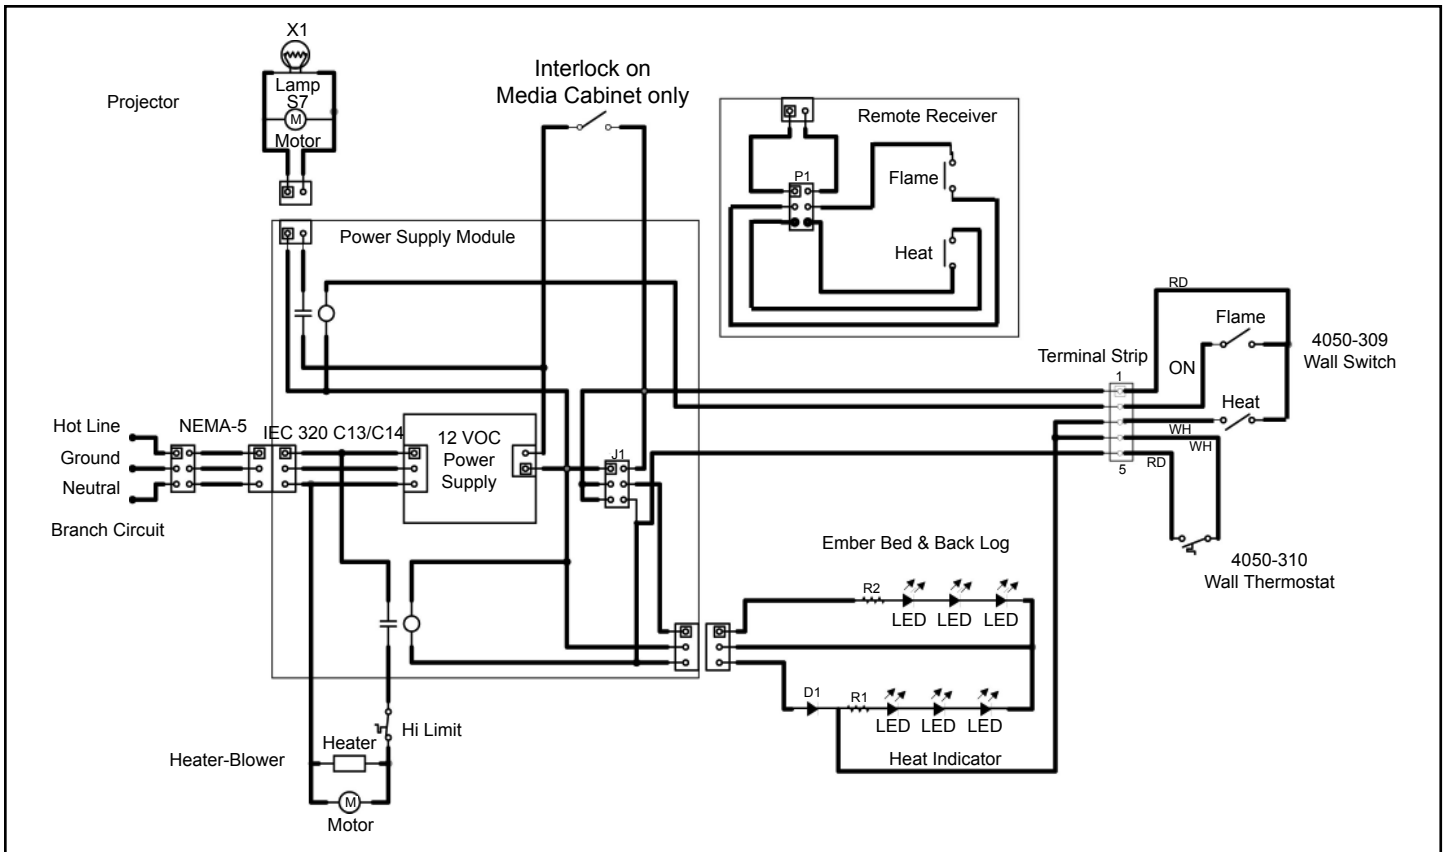 X1
Lamp
S7
M
Motor
Projector
Interlock on
Media Cabinet only
Remote Receiver
P1
Flame
Heat
Power Supply Module
Terminal Strip
1
5
RD
Flame
ON
Heat
WH
WH
RD
4050-309
Wall Switch
4050-310
Wall Thermostat
Hot Line
Ground
Neutral
Branch Circuit
NEMA-5
IEC 320 C13/C14
12 VOC
Power
Supply
J1
Ember Bed & Back Log
R2
LED LED LED
D1
R1
LED LED LED
Heat Indicator
Hi Limit
Heater
Heater-Blower
M
Motor